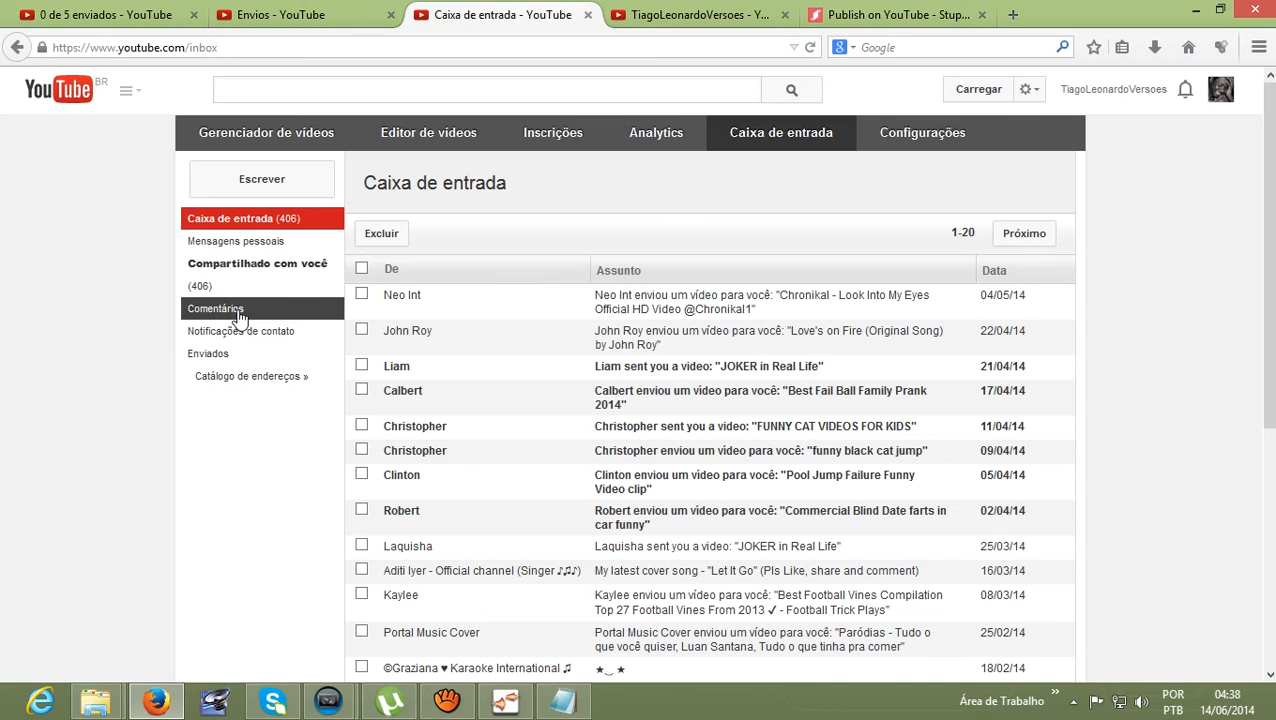 0 de 5 enviados - YouTube
Envios - YouTube
Caixa de entrada - YouTube
TiagoLeonardoVersoes - Y...
Publish on YouTube - Stup...
https://www.youtube.com/inbox
Google
YouTube BR
Carregar
TiagoLeonardoVersoes
Gerenciador de vídeos
Editor de vídeos
Inscrições
Analytics
Caixa de entrada
Configurações
Escrever
Caixa de entrada (406)
Mensagens pessoais
Compartilhado com você
(406)
Comentários
Notificações de contato
Enviados
Catálogo de endereços »
Caixa de entrada
Excluir
1-20
Próximo
De
Assunto
Data
Neo Int
Neo Int enviou um vídeo para você: "Chronikal - Look Into My Eyes
Official HD Video @Chronikal1"
04/05/14
John Roy
John Roy enviou um vídeo para você: "Love's on Fire (Original Song)
by John Roy"
22/04/14
Liam
Liam sent you a video: "JOKER in Real Life"
21/04/14
Calbert
Calbert enviou um vídeo para você: "Best Fail Ball Family Prank
2014"
17/04/14
Christopher
Christopher sent you a video: "FUNNY CAT VIDEOS FOR KIDS"
11/04/14
Christopher
Christopher enviou um vídeo para você: "funny black cat jump"
09/04/14
Clinton
Clinton enviou um vídeo para você: "Pool Jump Failure Funny
Video clip"
05/04/14
Robert
Robert enviou um vídeo para você: "Commercial Blind Date farts in
car funny"
02/04/14
Laquisha
Laquisha sent you a video: "JOKER in Real Life"
25/03/14
Aditi Iyer - Official channel (Singer ♪♫♪)
My latest cover song - "Let It Go" (Pls Like, share and comment)
16/03/14
Kaylee
Kaylee enviou um vídeo para você: "Best Football Vines Compilation
Top 27 Football Vines From 2013 ✓ - Football Trick Plays"
08/03/14
Portal Music Cover
Portal Music Cover enviou um vídeo para você: "Paródias - Tudo o
que você quiser, Luan Santana, Tudo o que tinha pra comer"
25/02/14
©Graziana ♥ Karaoke International ♫
★‿★
18/02/14
Área de Trabalho
POR
PTB
04:38
14/06/2014